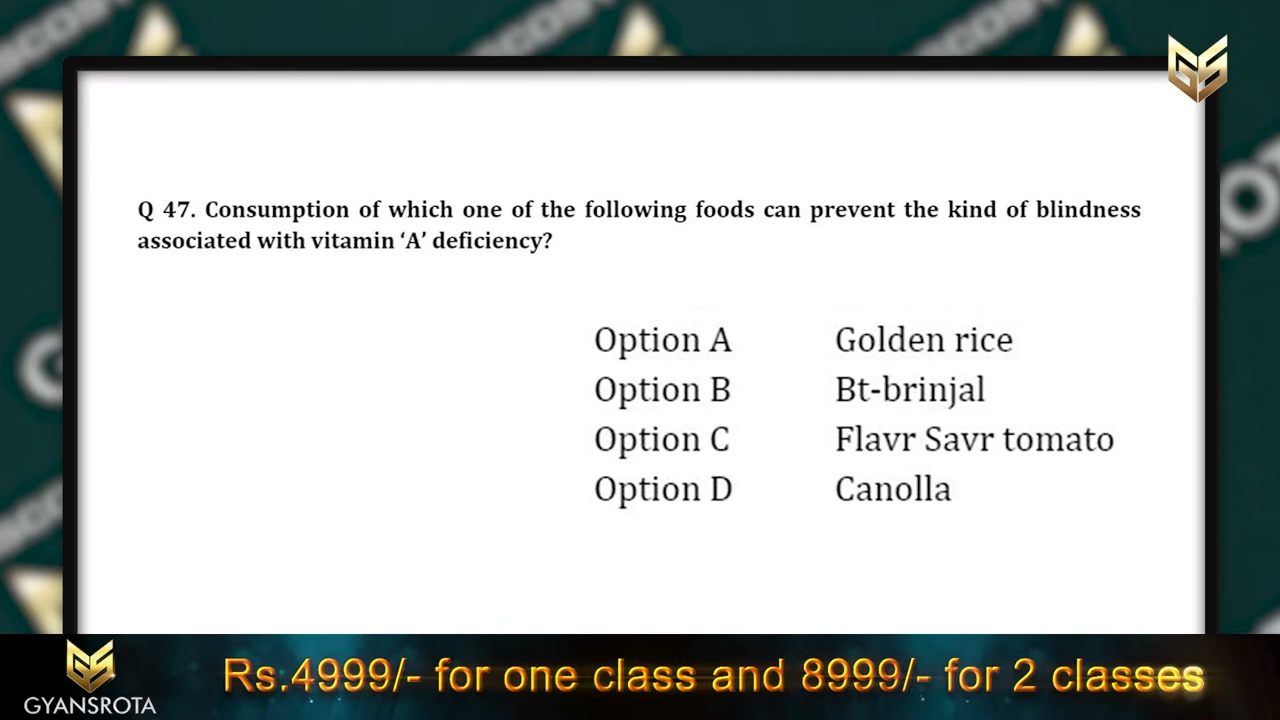 Q 47. Consumption of which one of the following foods can prevent the kind of blindness
associated with vitamin ‘A’ deficiency?
Option A Golden rice
Option B Bt-brinjal
Option C Flavr Savr tomato
Option D Canolla
GYANSROTA
Rs.4999/- for one class and 8999/- for 2 classes